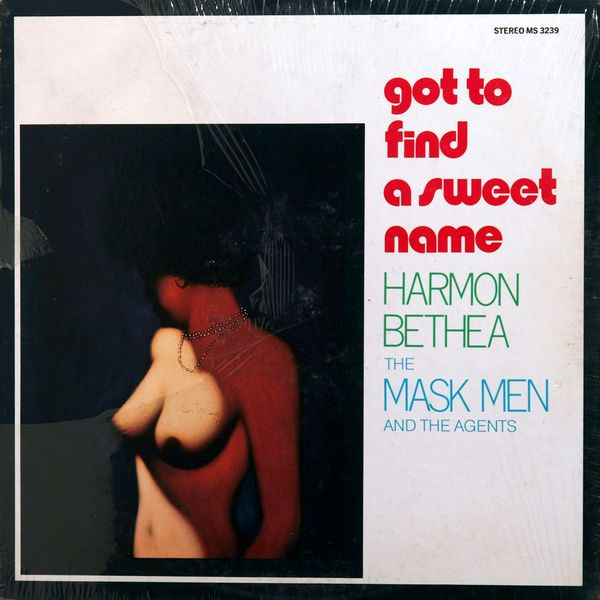 STEREO MS 3239
got to
find
a sweet
name
HARMON
BETHEA
THE
MASK MEN
AND THE AGENTS